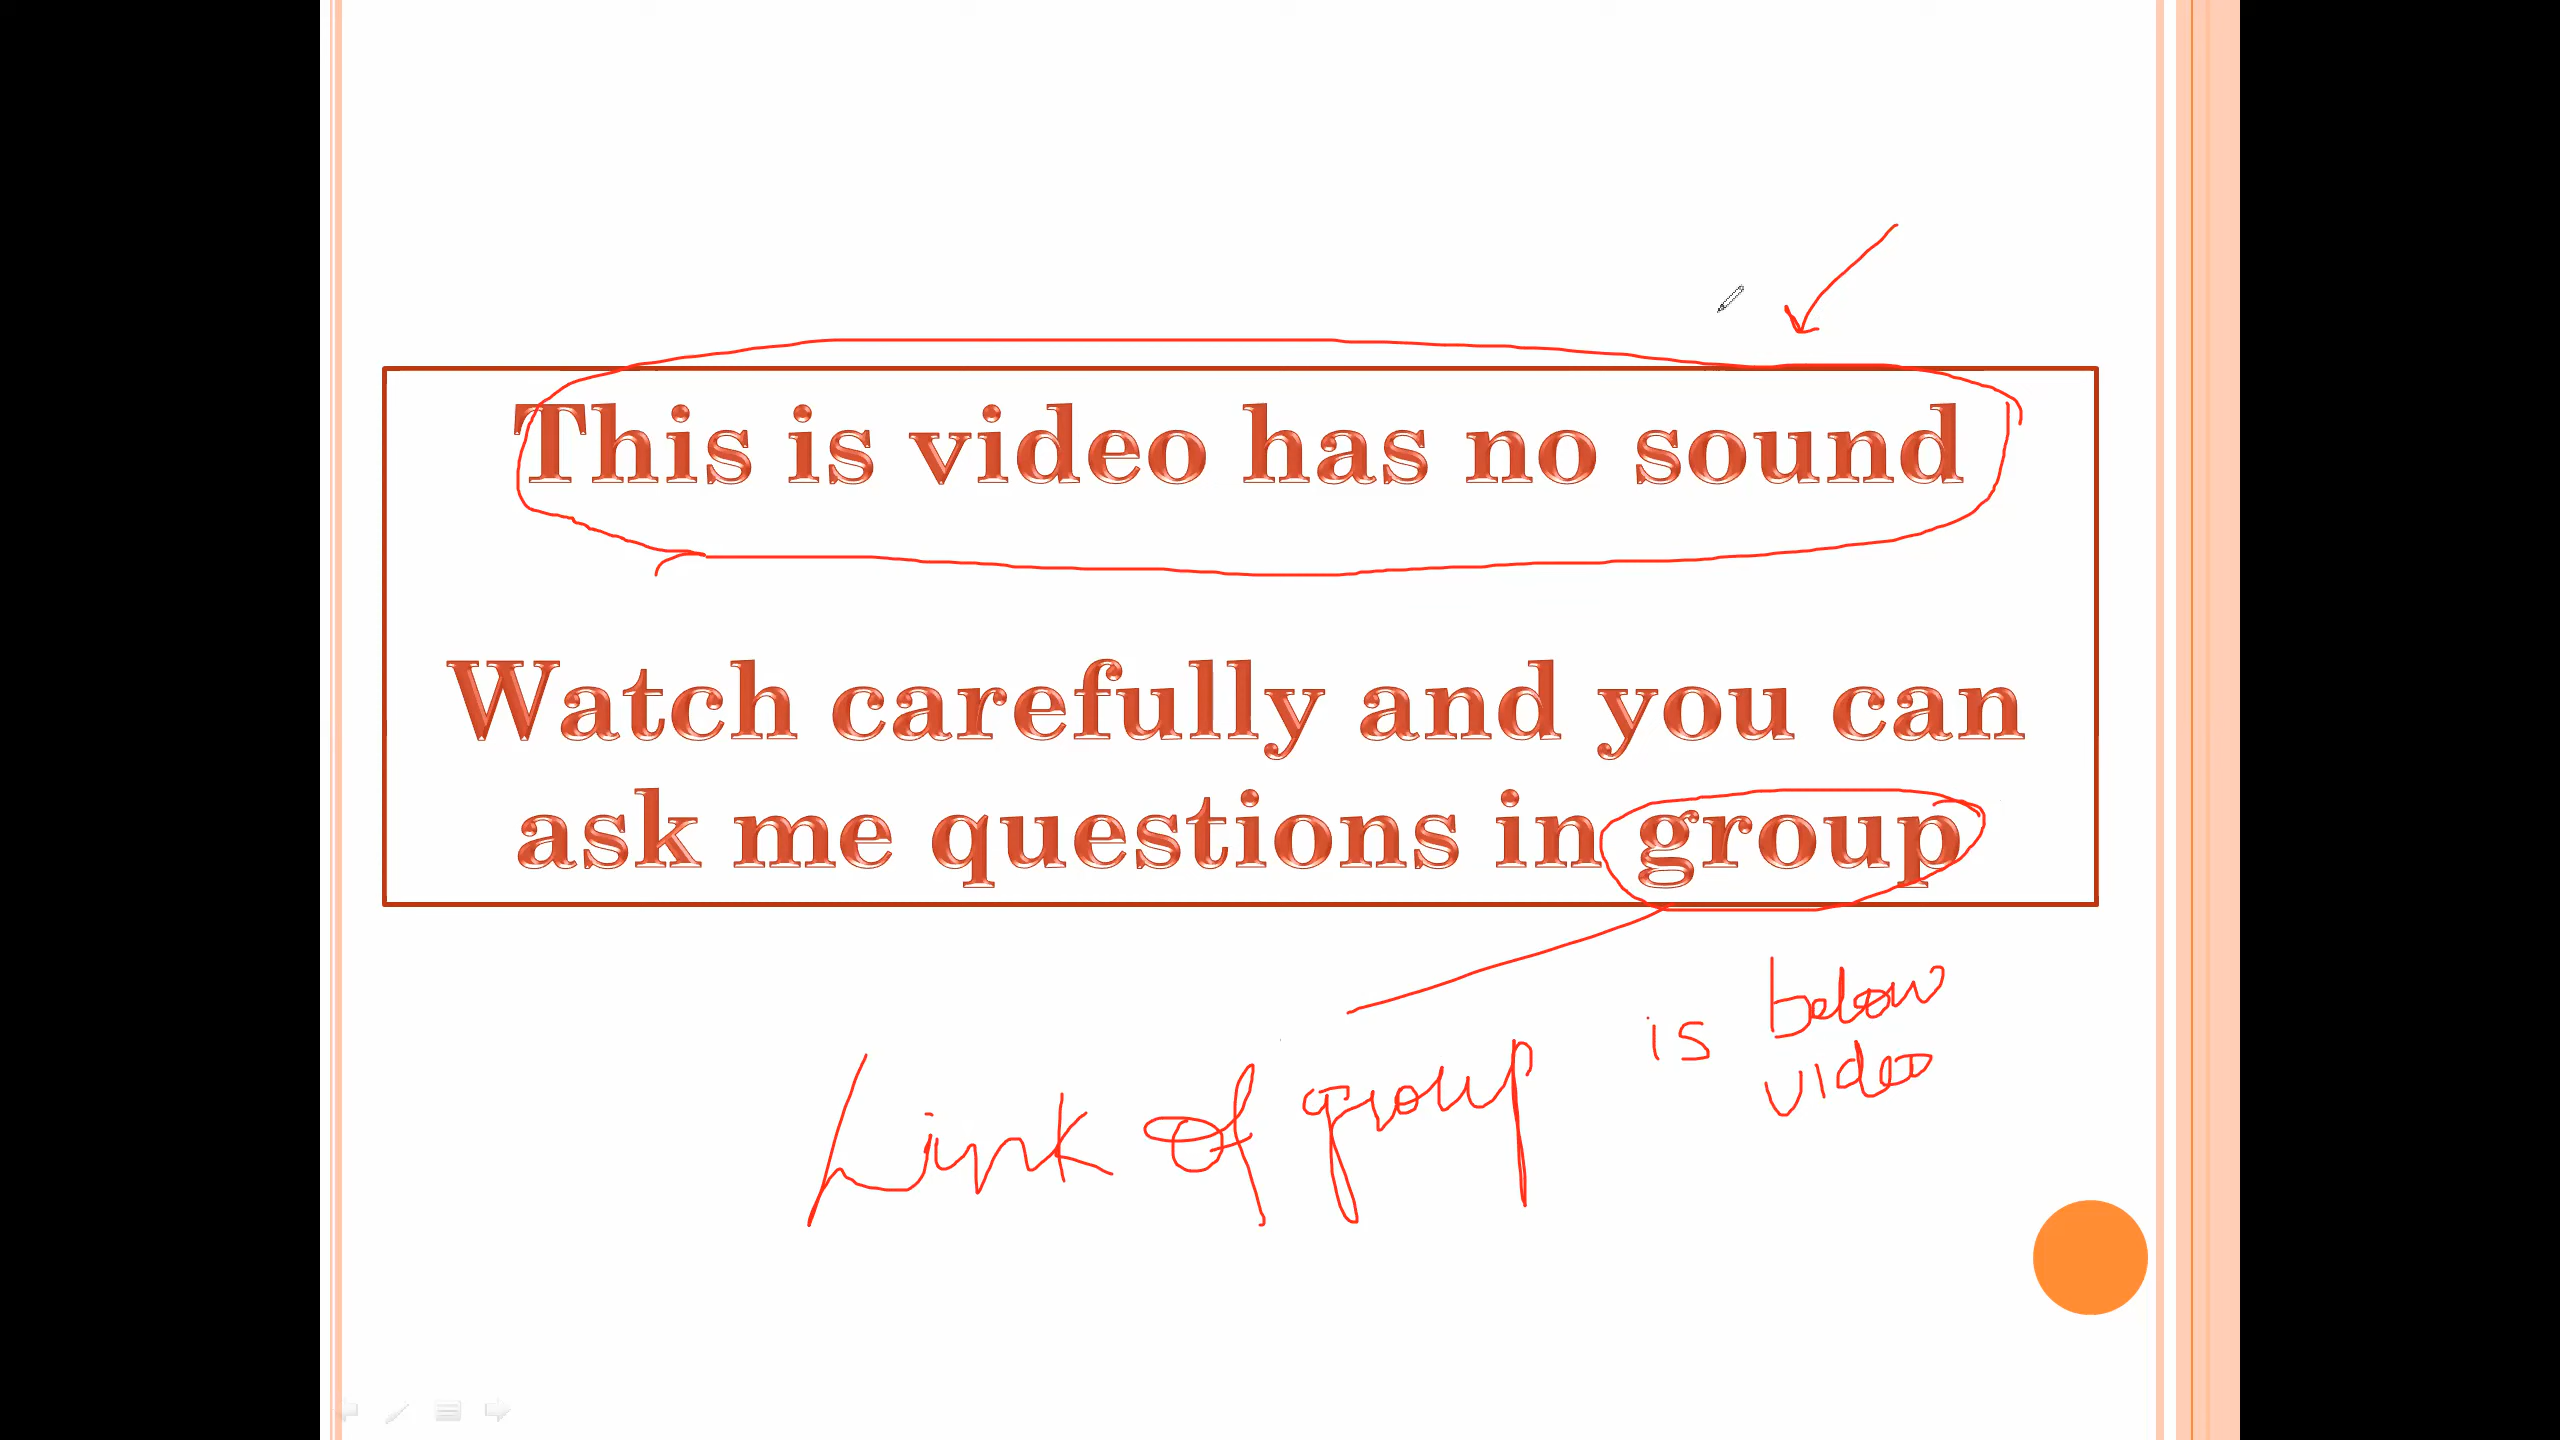 This is video has no sound
Watch carefully and you can
ask me questions in group
Link of group is below
video